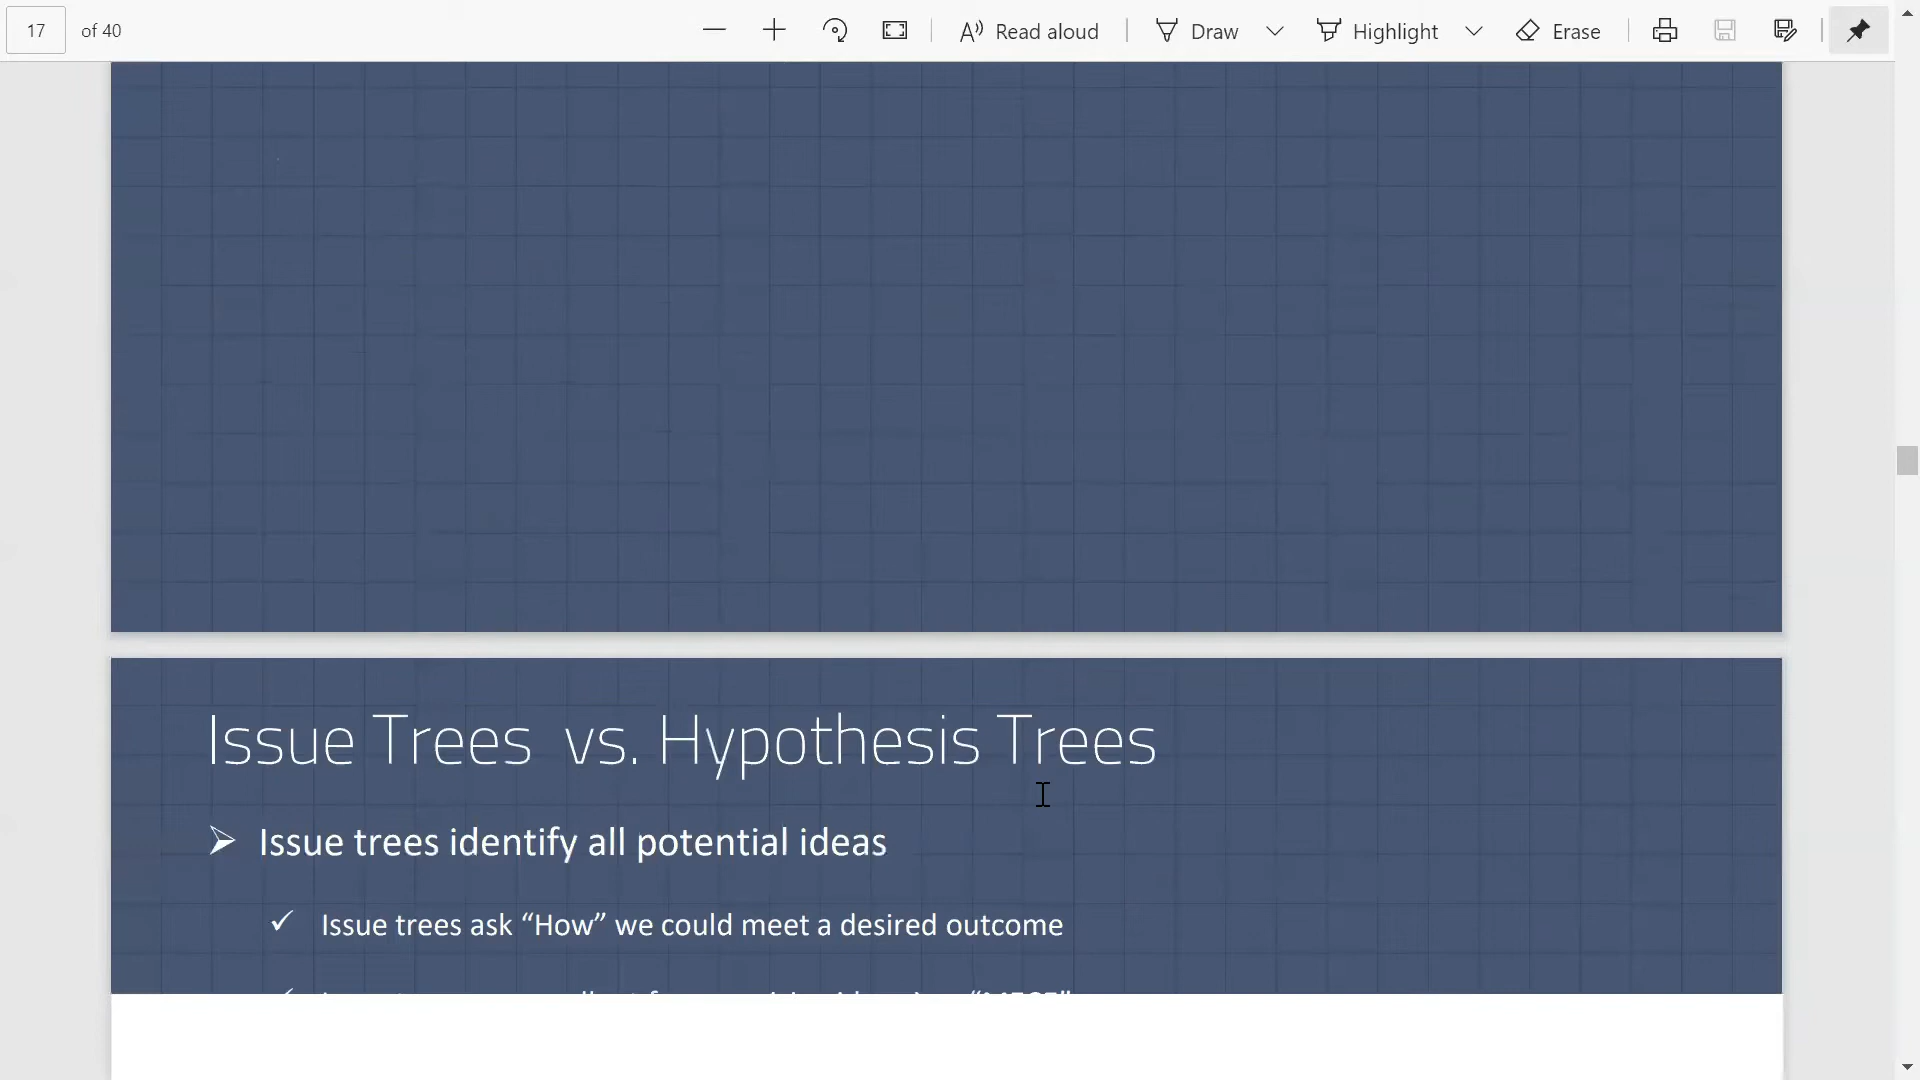 17 of 40 Read aloud Draw Highlight Erase
Issue Trees vs. Hypothesis Trees
Issue trees identify all potential ideas
Issue trees ask “How” we could meet a desired outcome